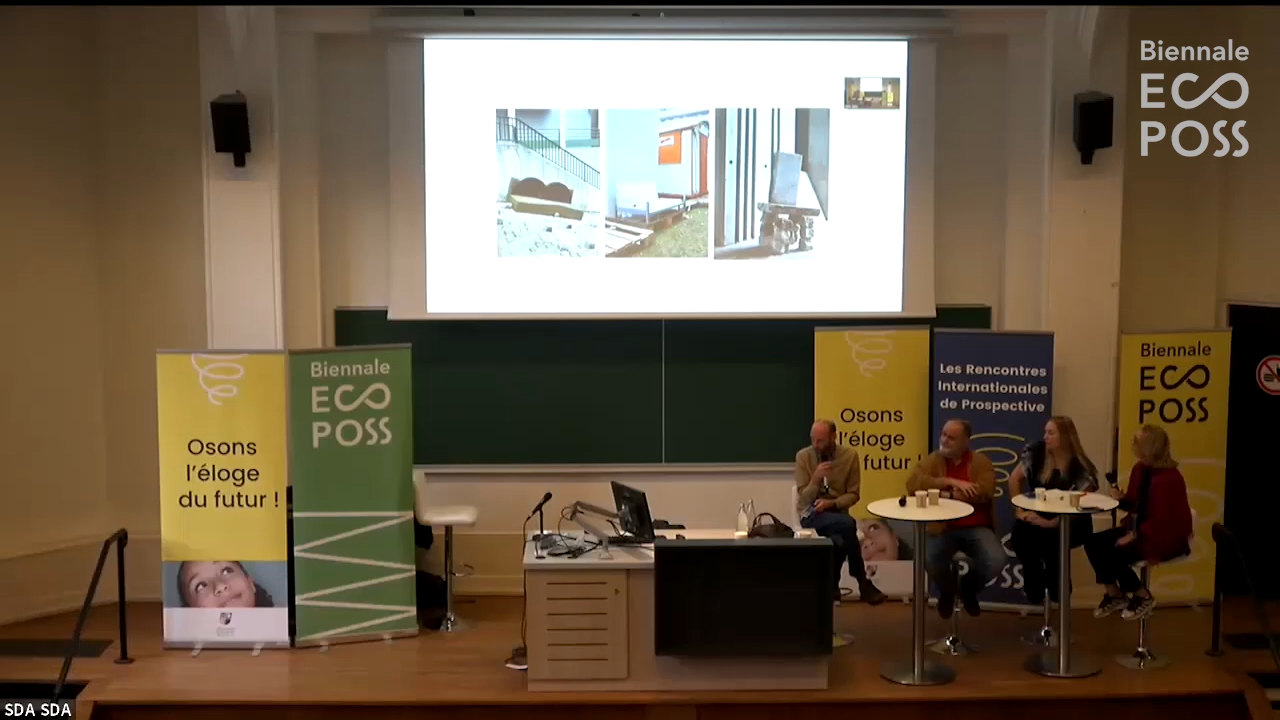 Biennale
ECO
POSS
Osons
l'éloge
du futur !
Biennale
ECO
POSS
Osons
l'éloge
futur !
Les Rencontres
Internationales
de Prospective
Biennale
ECO
POSS
SS
SDA SDA